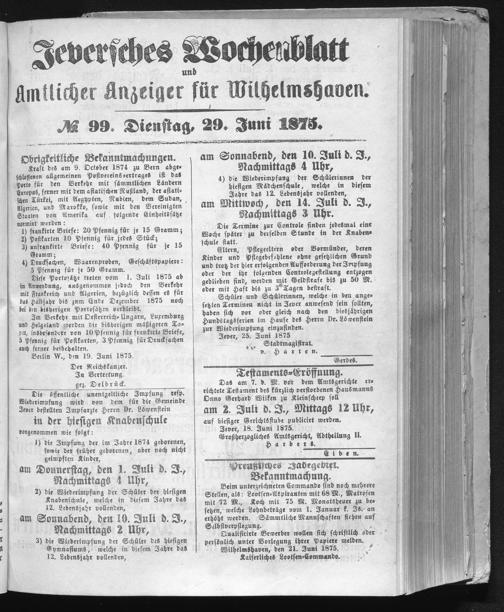 Jeversches Wochenblatt
und
Amtlicher Anzeiger für Wilhelmshaven.
№ 99. Dienstag, 29. Juni 1875.
Obrigkeitliche Bekanntmachungen.
Kraft des am 9. October 1874 zu Bern abge-
schlossenen allgemeinen Postvereinsvertrages ist das
Porto für den Verkehr mit sämmtlichen Ländern
Europas, ferner mit dem asiatischen Rußland, der asiati-
schen Türkei, mit Egypten, Nubien, dem Sudan,
Algerien, und Marokko, sowie mit den Vereinigten
Staaten von Amerika auf folgende Einheitssätze
normirt worden:
1) frankirte Briefe: 20 Pfennig für je 15 Gramm;
2) Postkarten 10 Pfennig für jedes Stück;
3) unfrankirte Briefe: 40 Pfennig für je 15
Gramm;
4) Drucksachen, Waarenproben, Geschäftspapiere:
5 Pfennig für je 50 Gramm.
Diese Portosätze treten vom 1. Juli 1875 ab
in Anwendung, ausgenommen jedoch den Verkehr
mit Frankreich und Algerien, bezüglich dessen für
das Halbjahr bis zum Ende Dezember 1875 noch
die bisherigen Portosätze vorbleibt.
Im Verkehr mit Oesterreich-Ungarn, Luxemburg
und Helgoland werden die bisherigen mäßigeren Ta-
xen, insbesondere von 10 Pfennig für frankirte Briefe,
5 Pfennig für Postkarten, 3 Pfennig für Drucksachen
auch ferner beibehalten.
Berlin W., den 19. Juni 1875.
Der Reichskanzler.
In Vertretung
gez. Delbrück.
Die öffentliche unentgeltliche Impfung resp.
Wiederimpfung wird von dem für die Gemeinde
Jever bestellten Impfarzte Herrn Dr. Löwenstein
in der hiesigen Knabenschule
vorgenommen wie folgt:
1) die Impfung der im Jahre 1874 geborenen,
sowie der früher geborenen, aber noch nicht
geimpften Kinder,
am Donnerstag, den 1. Juli d. J.,
Nachmittags 4 Uhr,
2) die Wiederimpfung der Schüler der hiesigen
Knabenschule, welche in diesem Jahre das
12. Lebensjahr vollenden,
am Sonnabend, den 10. Juli d. J.,
Nachmittags 2 Uhr,
3) die Wiederimpfung der Schüler des hiesigen
Gymnasiums, welche in diesem Jahre das
12. Lebensjahr vollenden,
am Sonnabend, den 10. Juli d. J.,
Nachmittags 4 Uhr,
4) die Wiederimpfung der Schülerinnen der
hiesigen Mädchenschule, welche in diesem
Jahre das 12. Lebensjahr vollenden,
am Mittwoch, den 14. Juli d. J.,
Nachmittags 3 Uhr.
Die Termine zur Controle finden jedesmal eine
Woche später zu derselben Stunde in der Knaben-
schule statt.
Eltern, Pflegeeltern oder Vormünder, deren
Kinder und Pflegebefohlene ohne gesetzlichen Grund
und trotz der hier erfolgenden Aufforderung der Impfung
oder der ihr folgenden Controlegestellung entzogen
geblieben sind, werden mit Geldstrafe bis zu 50 M.
oder mit Haft bis zu 3 Tagen bestraft.
Schüler und Schülerinnen, welche in den ange-
setzten Terminen nicht in Jever anwesend sein sollten,
haben sich vor oder gleich nach den diesjährigen
Hundstagsferien im Hause des Herrn Dr. Löwenstein
zur Wiederimpfung einzufinden.
Jever, 25. Juni 1875
Stadtmagistrat.
v. Harten.
Gerdes.
Testaments-Eröffnung.
Das am 7. v. M. vor dem Amtsgerichte er-
richtete Testament des kürzlich verstorbenen Hausmanns
Onno Gerhard Wilken zu Kleinschoep soll
am 2. Juli d. J., Mittags 12 Uhr,
auf hiesiger Gerichtsstube publicirt werden.
Jever, 18. Juni 1875.
Großherzogliches Amtsgericht, Abtheilung II.
Harbers.
Eiben.
Preußisches Jadegebiet.
Bekanntmachung.
Beim unterzeichneten Commando sind noch mehrere
Stellen, als: Lootsen-Aspiranten mit 68 M., Matrosen
mit 72 M., Koch mit 75 M. Monatsheuer zu be-
setzen, welche Lohnbeträge vom 1. Januar k. Js. an
erhöht werden. Sämmtliche Mannschaften stehen auf
Selbstverpflegung.
Qualificirte Bewerber wollen sich schriftlich oder
persönlich unter Vorlegung ihrer Papiere melden.
Wilhelmshaven, den 21. Juni 1875.
Kaiserliches Lootsen-Commando.